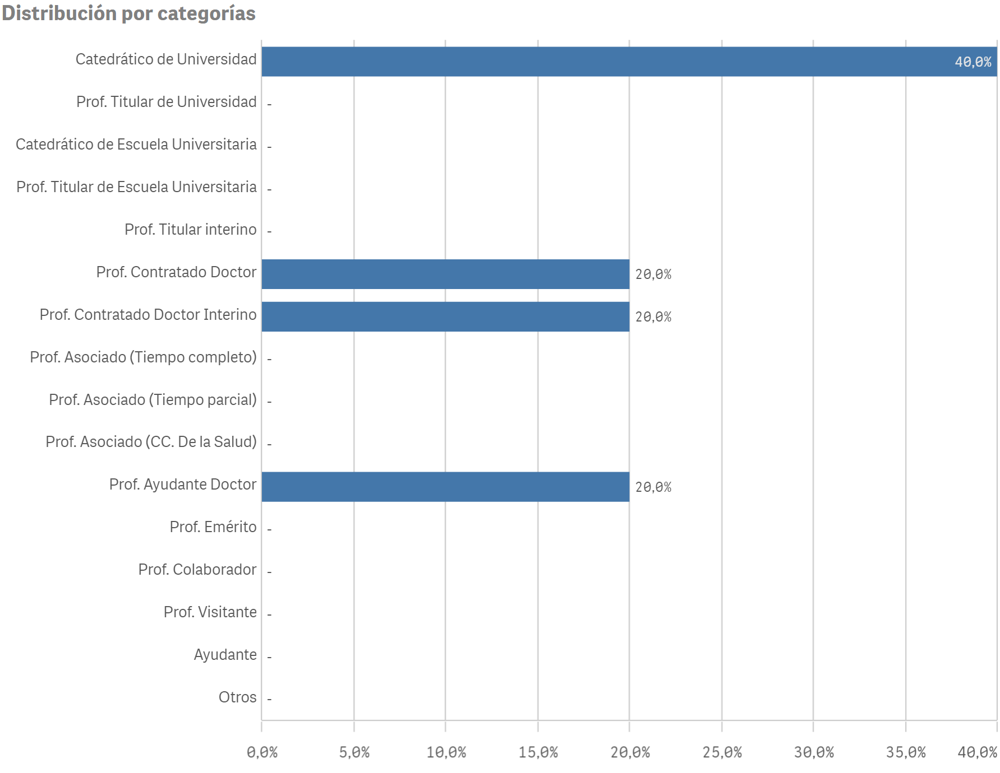 Distribución por categorías
Catedrático de Universidad 40,0%
Prof. Titular de Universidad -
Catedrático de Escuela Universitaria -
Prof. Titular de Escuela Universitaria -
Prof. Titular interino -
Prof. Contratado Doctor 20,0%
Prof. Contratado Doctor Interino 20,0%
Prof. Asociado (Tiempo completo) -
Prof. Asociado (Tiempo parcial) -
Prof. Asociado (CC. De la Salud) -
Prof. Ayudante Doctor 20,0%
Prof. Emérito -
Prof. Colaborador -
Prof. Visitante -
Ayudante -
Otros -
0,0% 5,0% 10,0% 15,0% 20,0% 25,0% 30,0% 35,0% 40,0%